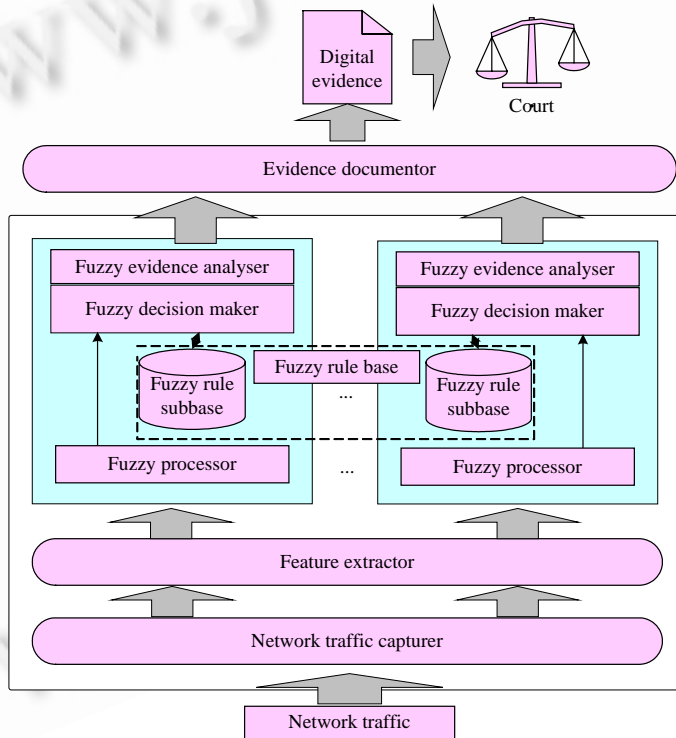 Digital
evidence
Court
Evidence documentor
Fuzzy evidence analyser
Fuzzy decision maker
Fuzzy evidence analyser
Fuzzy decision maker
Fuzzy rule base
...
Fuzzy rule
subbase
Fuzzy rule
subbase
Fuzzy processor
...
Fuzzy processor
Feature extractor
Network traffic capturer
Network traffic